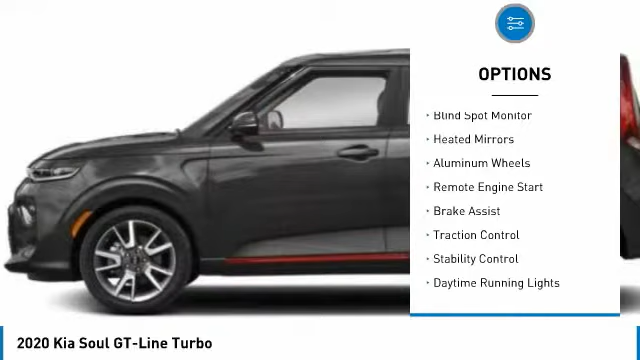 OPTIONS
• Blind Spot Monitor
• Heated Mirrors
• Aluminum Wheels
• Remote Engine Start
• Brake Assist
• Traction Control
• Stability Control
• Daytime Running Lights
2020 Kia Soul GT-Line Turbo